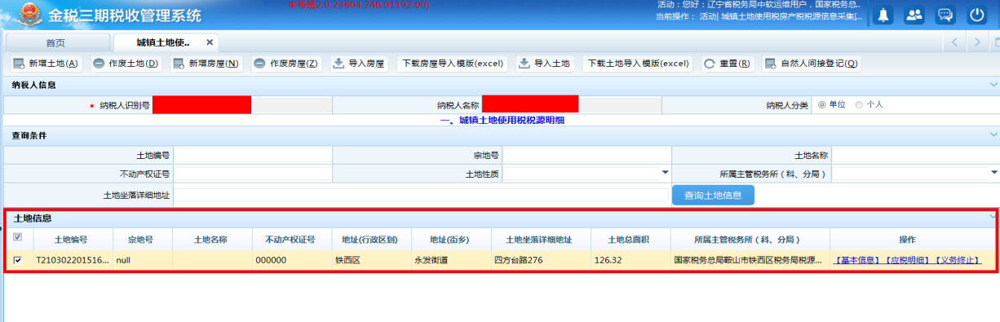 本号是2.0.23804.246.01192.00)
金税三期税收管理系统
活动：您好：辽宁省税务局中软运维用户，国家税务总..
当前操作： 活动| 城镇土地使用税房产税税源信息采集[...
首页 城镇土地使.. ×
新增土地(A) 作废土地(D) 新增房屋(N) 作废房屋(Z) 导入房屋 下载房屋导入模版(excel) 导入土地 下载土地导入模版(excel) 重置(R) 自然人间接登记(Q)
纳税人信息
* 纳税人识别号 纳税人名称 纳税人分类 单位 个人
一、城镇土地使用税税源明细
查询条件
土地编号 宗地号 土地名称
不动产权证号 土地性质 所属主管税务所（科、分局）
土地坐落详细地址 查询土地信息
土地信息
土地编号 宗地号 土地名称 不动产权证号 地址(行政区划) 地址(街乡) 土地坐落详细地址 土地总面积 所属主管税务所（科、分局） 操作
T210302201516... null 000000 铁西区 永发街道 四方台路276 126.32 国家税务总局鞍山市铁西区税务局税源... 【基本信息】【应税明细】【义务终止】